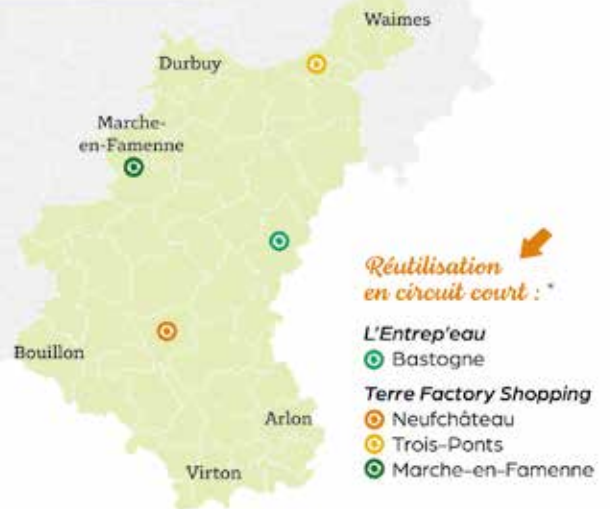 Waimes
Durbuy
Marche-
en-Famenne
Bouillon
Arlon
Virton
Réutilisation
en circuit court : *
L'Entrep'eau
Bastogne
Terre Factory Shopping
Neufchâteau
Trois-Ponts
Marche-en-Famenne